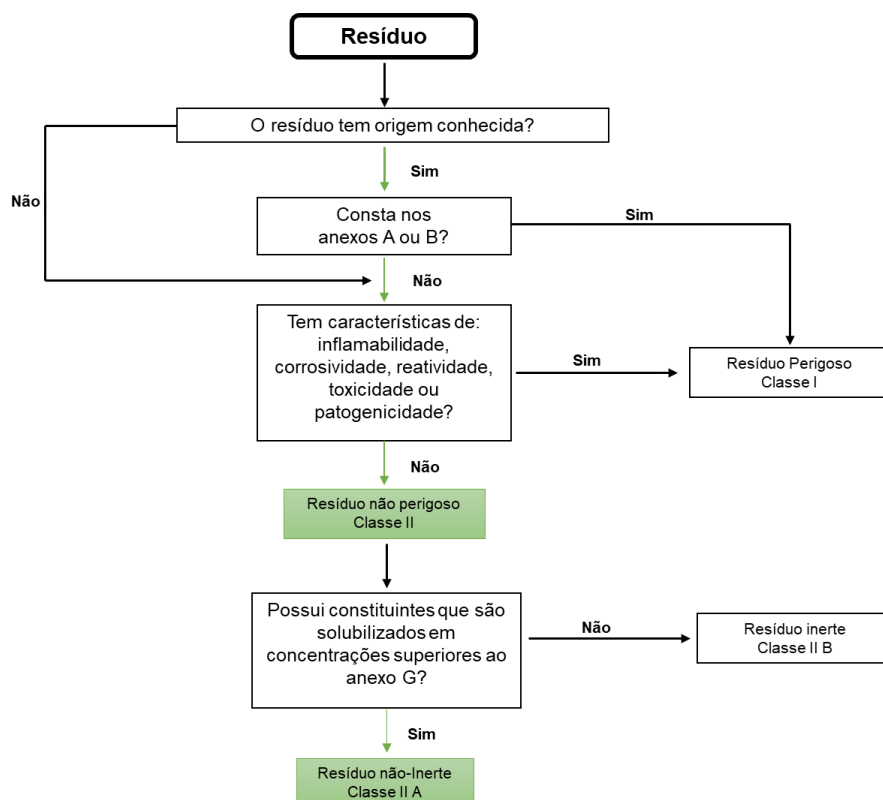 Resíduo
O resíduo tem origem conhecida?
Sim
Não
Consta nos
anexos A ou B?
Sim
Não
Tem características de:
inflamabilidade,
corrosividade, reatividade,
toxicidade ou
patogenicidade?
Sim
Resíduo Perigoso
Classe I
Não
Resíduo não perigoso
Classe II
Possui constituintes que são
solubilizados em
concentrações superiores ao
anexo G?
Não
Resíduo inerte
Classe II B
Sim
Resíduo não-Inerte
Classe II A